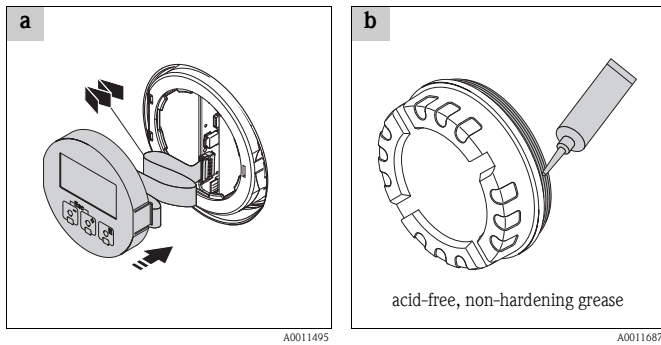 a
b
acid-free, non-hardening grease
A0011495
A0011687